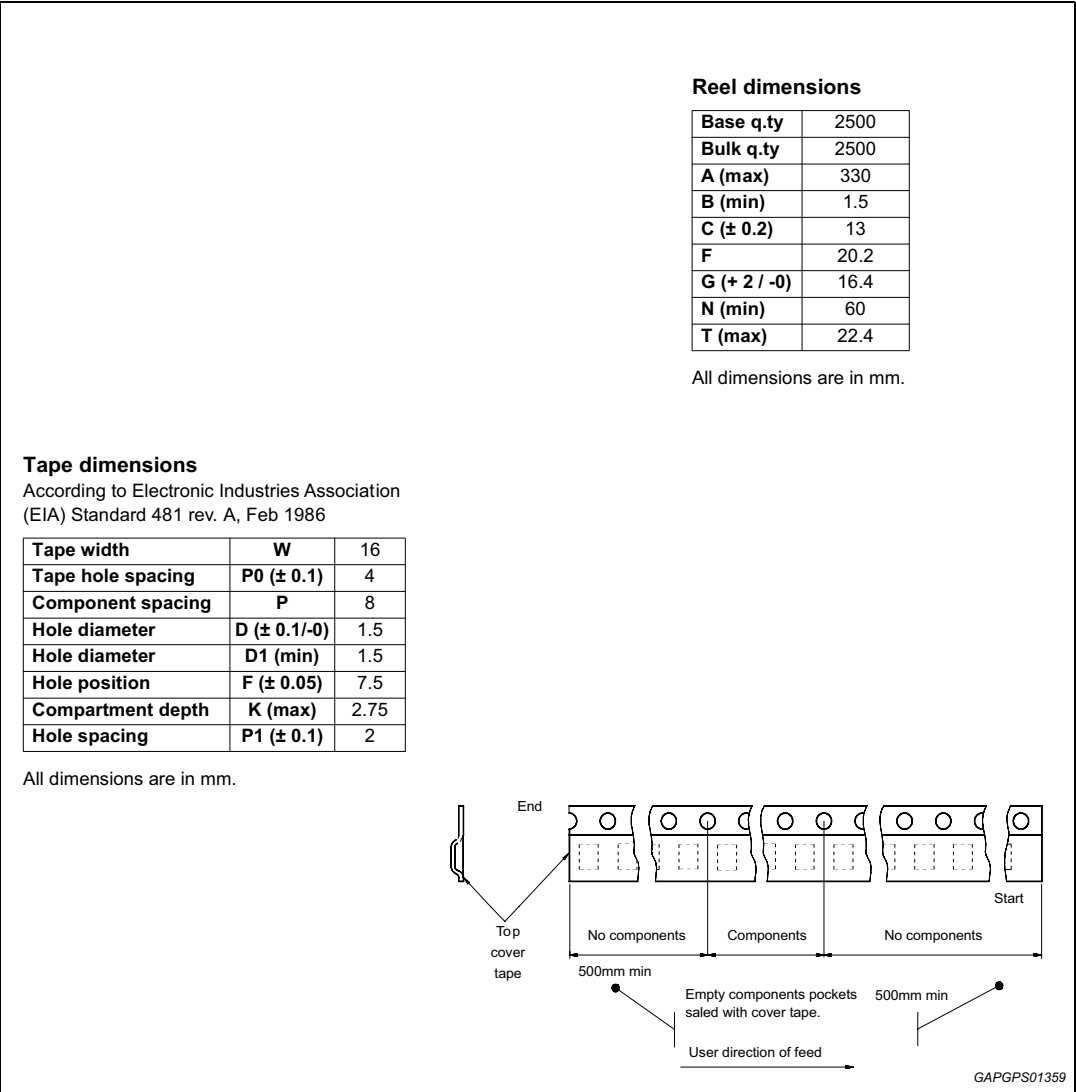 Reel dimensions
Base q.ty 2500
Bulk q.ty 2500
A (max) 330
B (min) 1.5
C (± 0.2) 13
F 20.2
G (+ 2 / -0) 16.4
N (min) 60
T (max) 22.4
All dimensions are in mm.
Tape dimensions
According to Electronic Industries Association
(EIA) Standard 481 rev. A, Feb 1986
Tape width W 16
Tape hole spacing P0 (± 0.1) 4
Component spacing P 8
Hole diameter D (± 0.1/-0) 1.5
Hole diameter D1 (min) 1.5
Hole position F (± 0.05) 7.5
Compartment depth K (max) 2.75
Hole spacing P1 (± 0.1) 2
All dimensions are in mm.
End
Start
Top
cover
tape
No components Components No components
500mm min
Empty components pockets
saled with cover tape.
500mm min
User direction of feed
GAPGPS01359